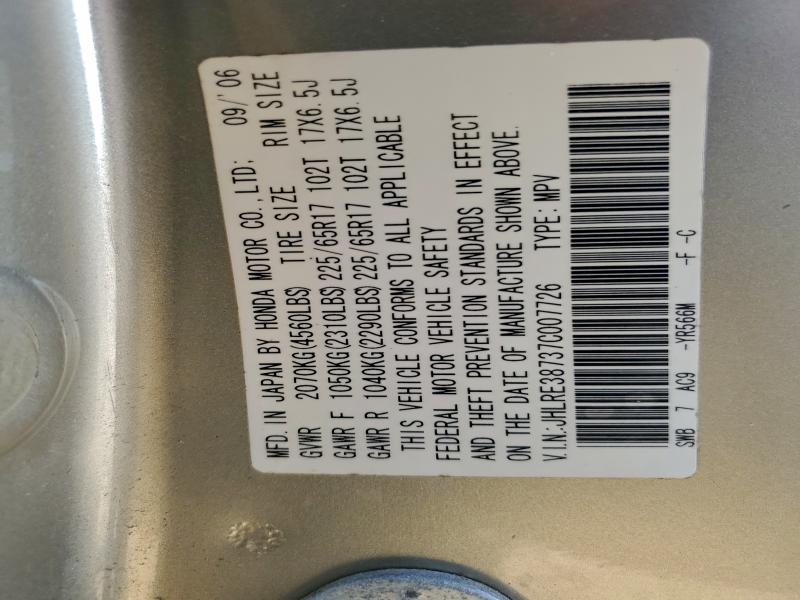 MFD. IN JAPAN BY HONDA MOTOR CO., LTD; 09/'06
GVWR 2070KG(4560LBS) TIRE SIZE RIM SIZE
GAWR F 1050KG(2310LBS) 225/65R17 102T 17X6.5J
GAWR R 1040KG(2290LBS) 225/65R17 102T 17X6.5J
THIS VEHICLE CONFORMS TO ALL APPLICABLE
FEDERAL MOTOR VEHICLE SAFETY
AND THEFT PREVENTION STANDARDS IN EFFECT
ON THE DATE OF MANUFACTURE SHOWN ABOVE.
V.I.N.:JHLRE38737C007726 TYPE: MPV
SWB 7 AC9 -YR566M -F -C